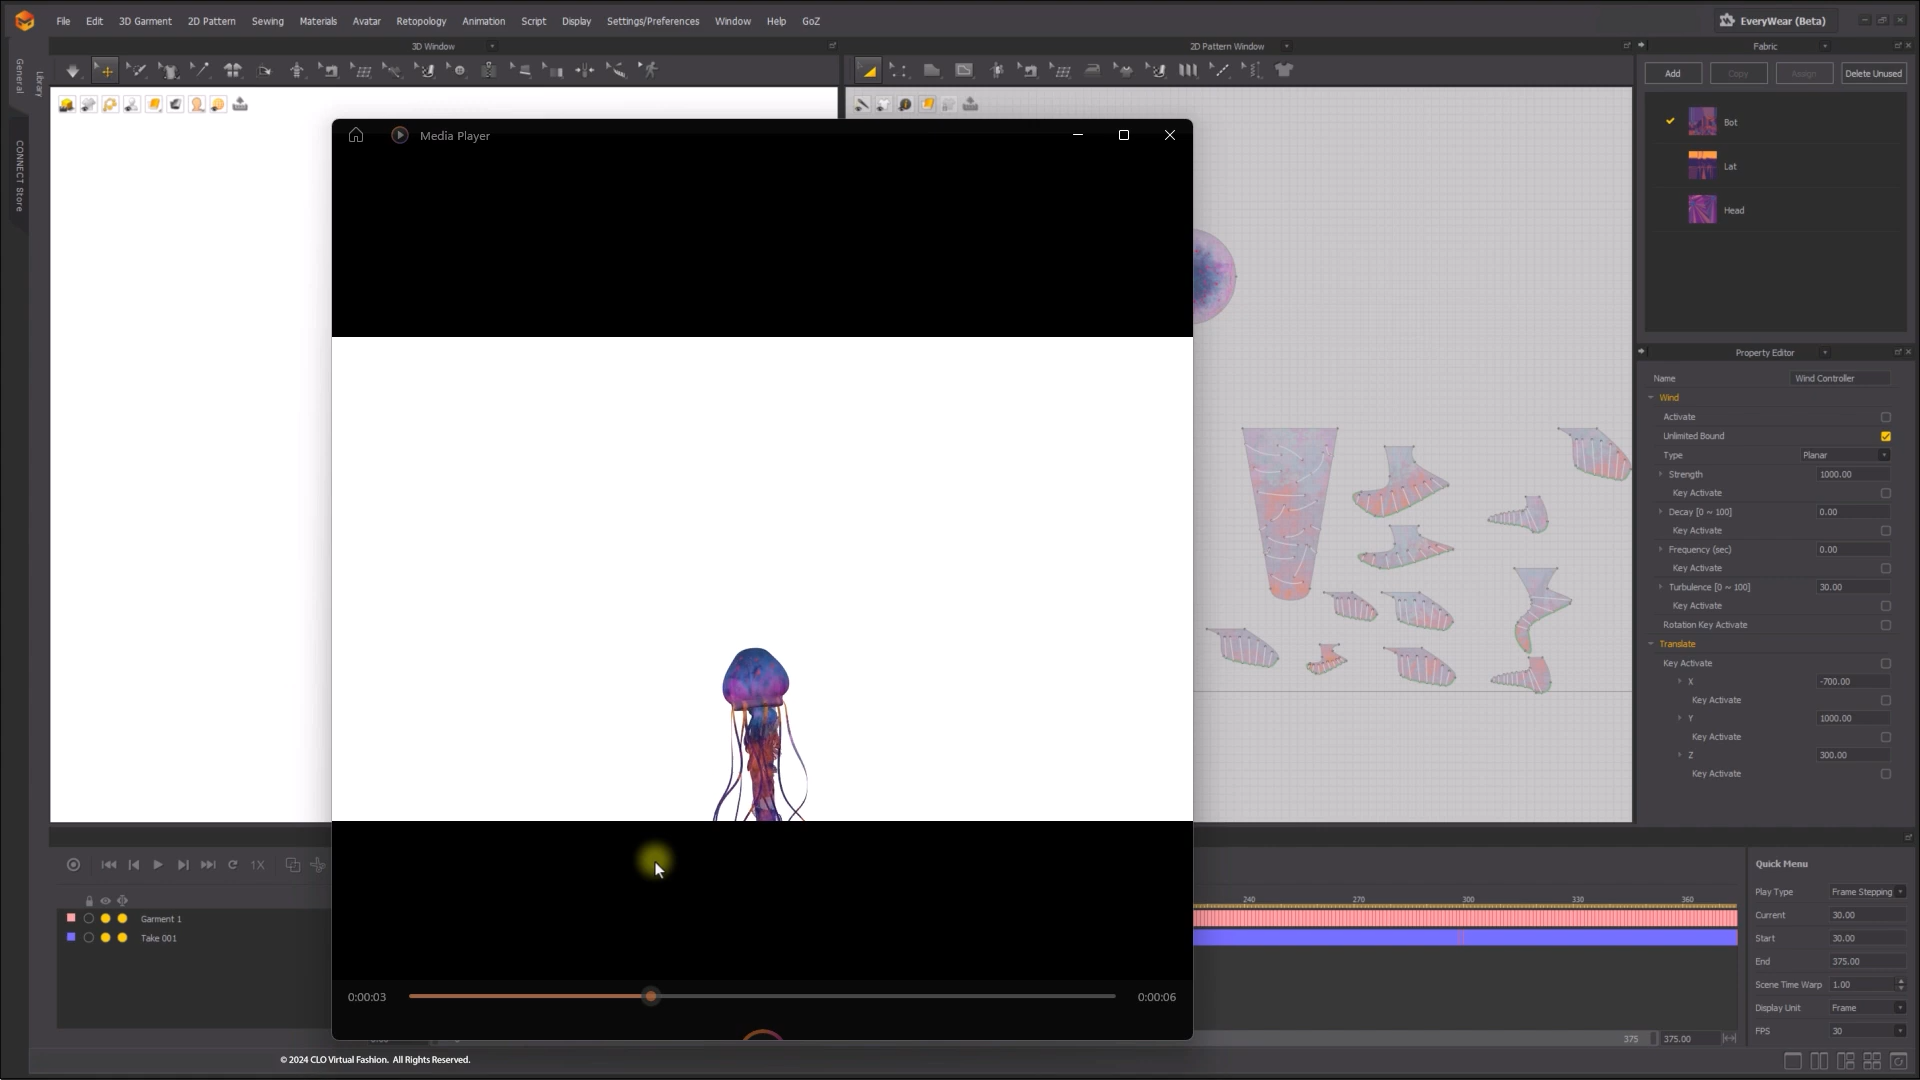 File Edit 3D Garment 2D Pattern Sewing Materials Avatar Retopology Animation Script Display Settings/Preferences Window Help GoZ
EveryWear (Beta)
3D Window
2D Pattern Window
Fabric
General
Library
CONNECT Store
Add Copy Assign Delete Unused
Bot
Lat
Head
Media Player
Property Editor
Name Wind Controller
Wind
Activate
Unlimited Bound
Type Planar
Strength 1000.00
Key Activate
Decay [0 ~ 100] 0.00
Key Activate
Frequency (sec) 0.00
Key Activate
Turbulence [0 ~ 100] 30.00
Key Activate
Rotation Key Activate
Translate
Key Activate
X -700.00
Key Activate
Y 1000.00
Key Activate
Z 300.00
Key Activate
1X
Garment 1
Take 001
240 270 300 330 360
Quick Menu
Play Type Frame Stepping
Current 30.00
Start 30.00
End 375.00
Scene Time Warp 1.00
Display Unit Frame
FPS 30
0:00:03
0:00:06
375 375.00
© 2024 CLO Virtual Fashion. All Rights Reserved.